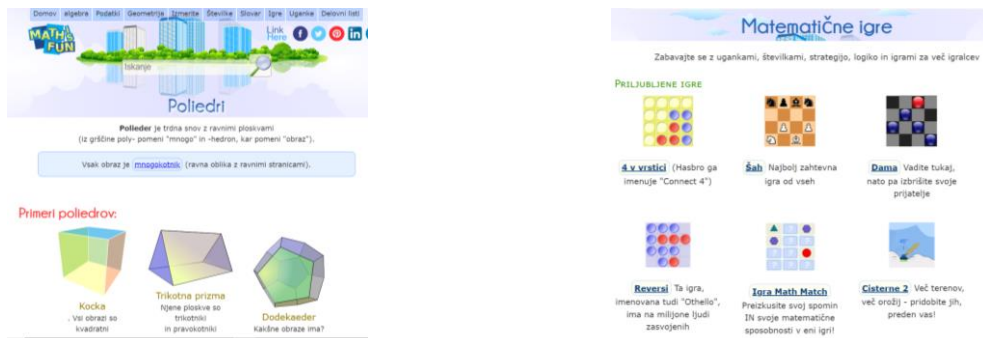 Domov algebra Podatki Geometrija Izmerite Številke Slovar Igre Uganke Delovni listi
MATH IS FUN
Link Here
Iskanje
Poliedri
Polieder je trdna snov z ravnimi ploskvami
(iz grščine poly- pomeni "mnogo" in -hedron, kar pomeni "obraz").
Vsak obraz je mnogokotnik (ravna oblika z ravnimi stranicami).
Primeri poliedrov:
Kocka
. Vsi obrazi so
kvadratni
Trikotna prizma
Njene ploskve so
trikotniki
in pravokotniki
Dodekaeder
Kakšne obraze ima?
Matematične igre
Zabavajte se z ugankami, številkami, strategijo, logiko in igrami za več igralcev
PRILJUBLJENE IGRE
4 v vrstici (Hasbro ga
imenuje "Connect 4")
Šah Najbolj zahtevna
igra od vseh
Dama Vadite tukaj,
nato pa izbrišite svoje
prijatelje
Reversi Ta igra,
imenovana tudi "Othello",
ima na milijone ljudi
zasvojenih
Igra Math Match
Preizkusite svoj spomin
IN svoje matematične
sposobnosti v eni igri!
Cisterne 2 Več terenov,
več orožij - pridobite jih,
preden vas!